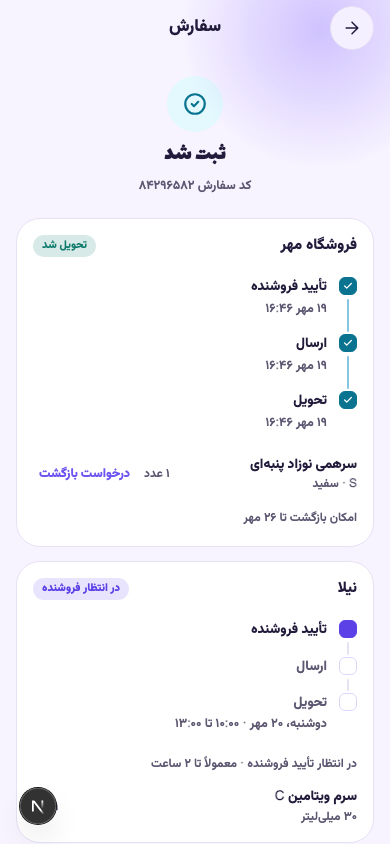 سفارش
ثبت شد
کد سفارش ۸۴۲۹۶۵۸۲
فروشگاه مهر
تحویل شد
تأیید فروشنده
۱۹ مهر ۱۶:۴۶
ارسال
۱۹ مهر ۱۶:۴۶
تحویل
۱۹ مهر ۱۶:۴۶
سرهمی نوزاد پنبه‌ای
S · سفید
۱ عدد
درخواست بازگشت
امکان بازگشت تا ۲۶ مهر
نیلا
در انتظار فروشنده
تأیید فروشنده
ارسال
تحویل
دوشنبه، ۲۰ مهر · ۱۰:۰۰ تا ۱۳:۰۰
در انتظار تأیید فروشنده · معمولاً تا ۲ ساعت
سرم ویتامین C
۳۰ میلی‌لیتر
N